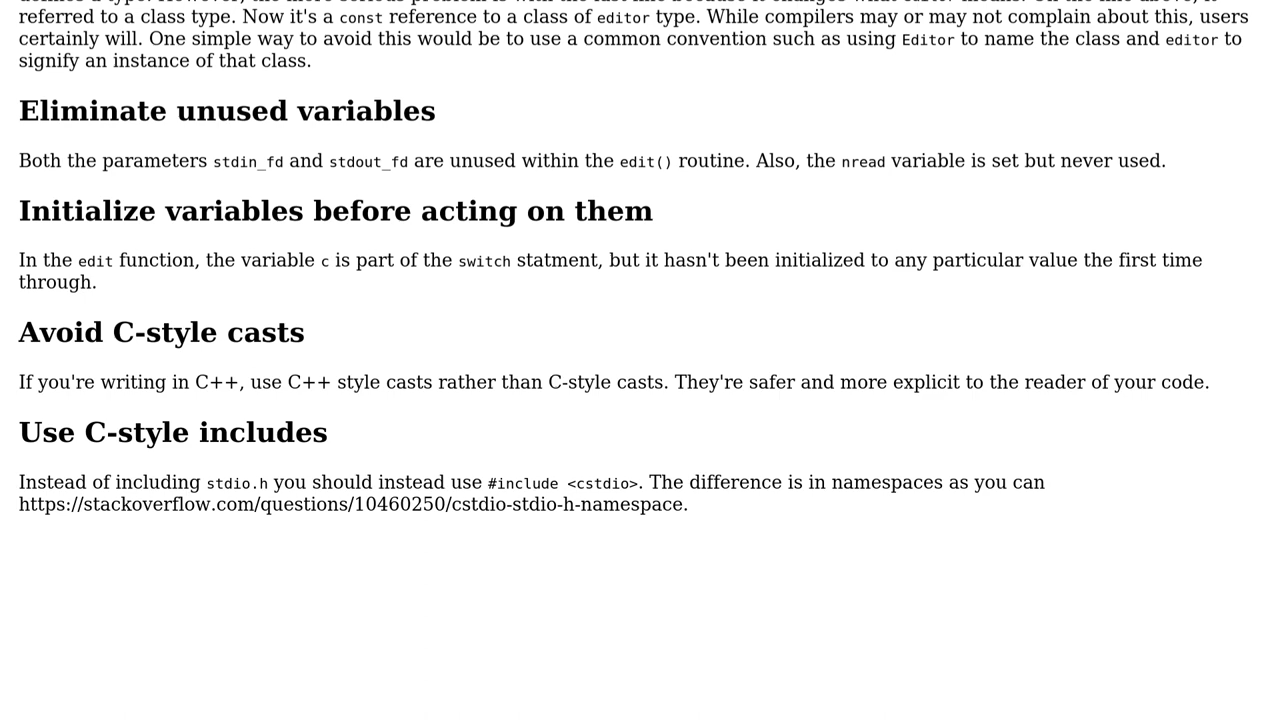 referred to a class type. Now it's a const reference to a class of editor type. While compilers may or may not complain about this, users
certainly will. One simple way to avoid this would be to use a common convention such as using Editor to name the class and editor to
signify an instance of that class.
Eliminate unused variables
Both the parameters stdin_fd and stdout_fd are unused within the edit() routine. Also, the nread variable is set but never used.
Initialize variables before acting on them
In the edit function, the variable c is part of the switch statment, but it hasn't been initialized to any particular value the first time
through.
Avoid C-style casts
If you're writing in C++, use C++ style casts rather than C-style casts. They're safer and more explicit to the reader of your code.
Use C-style includes
Instead of including stdio.h you should instead use #include <cstdio>. The difference is in namespaces as you can
https://stackoverflow.com/questions/10460250/cstdio-stdio-h-namespace.